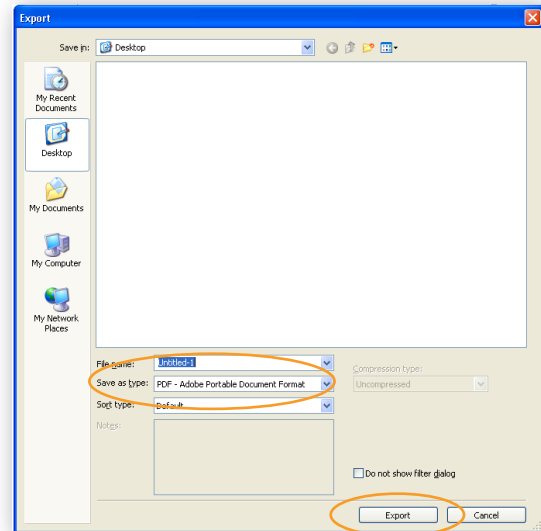 Export
Save in: Desktop
My Recent
Documents
Desktop
My Documents
My Computer
My Network
Places
File name: Untitled-1
Save as type: PDF - Adobe Portable Document Format
Sort type: Default
Notes:
Compression type:
Uncompressed
Do not show filter dialog
Export Cancel